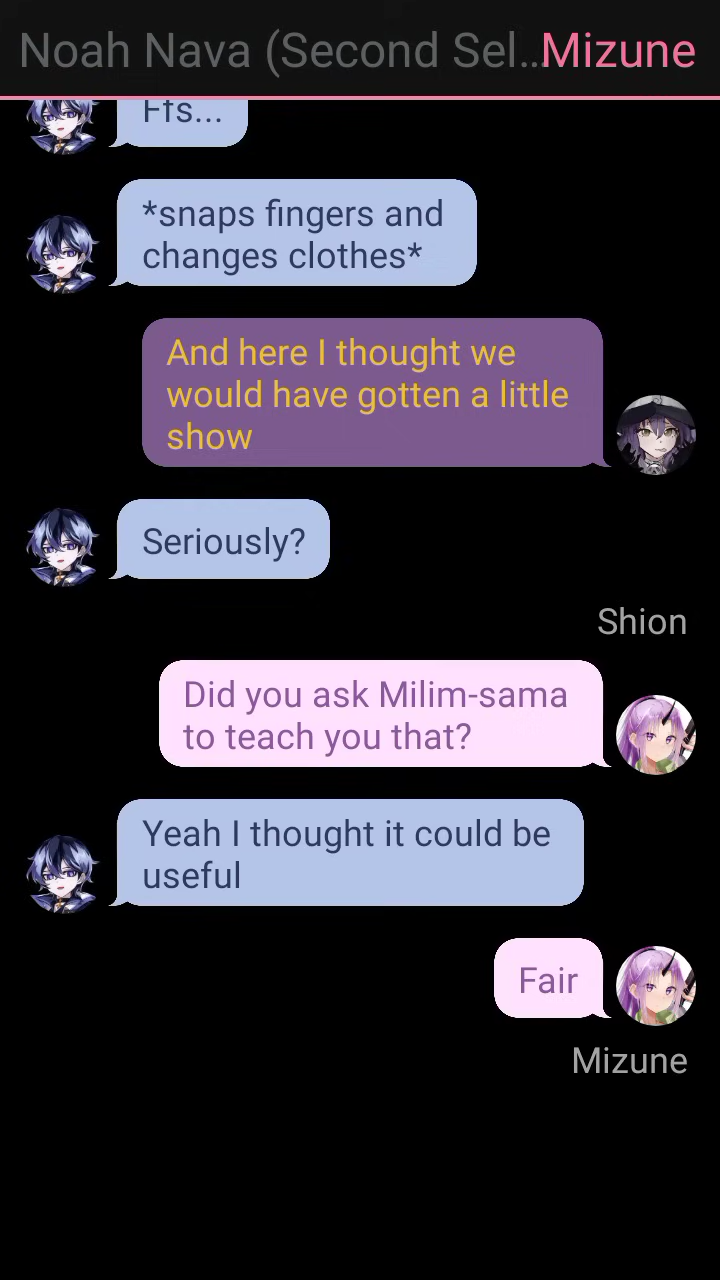 Noah Nava (Second Sel... Mizune
Ffs...
*snaps fingers and
changes clothes*
And here I thought we
would have gotten a little
show
Seriously?
Shion
Did you ask Milim-sama
to teach you that?
Yeah I thought it could be
useful
Fair
Mizune